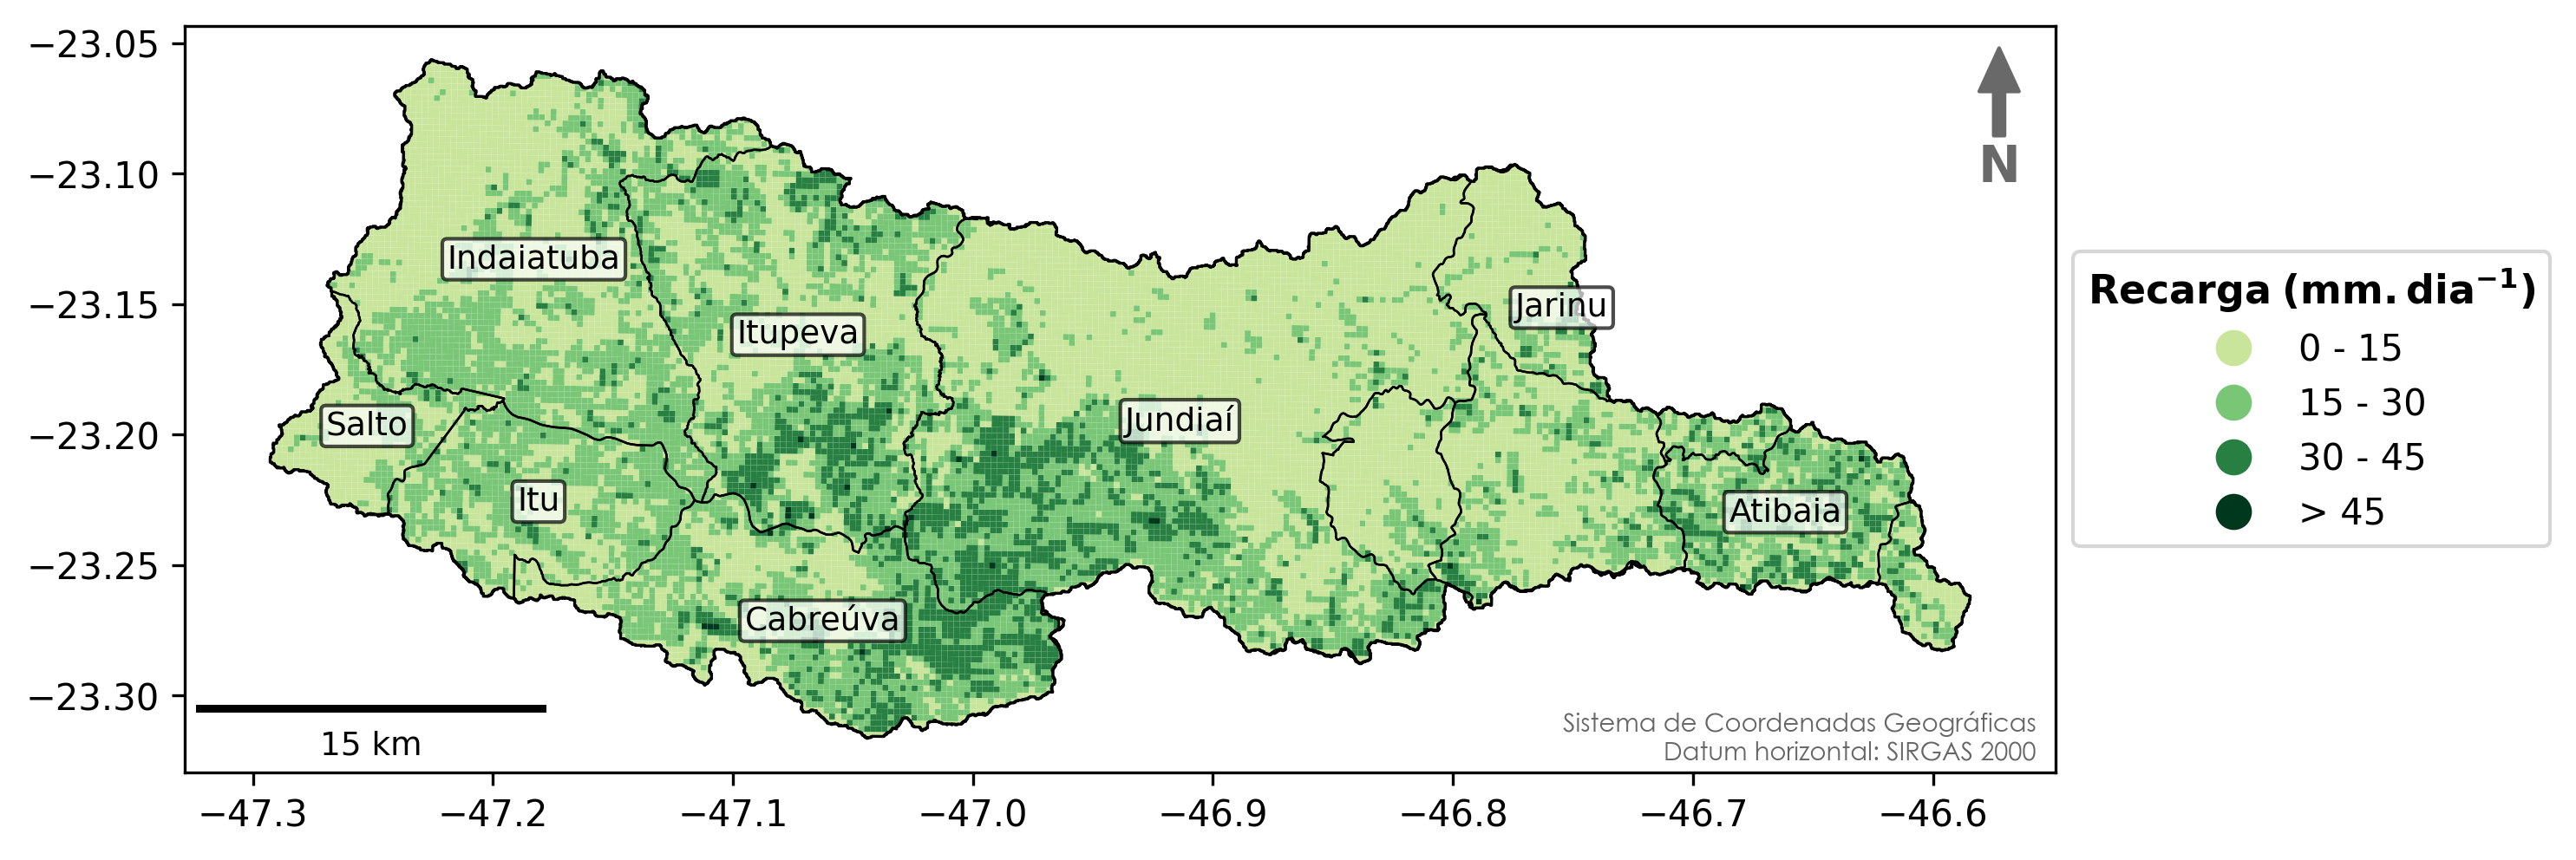 −23.05
−23.10
−23.15
−23.20
−23.25
−23.30
N
Indaiatuba
Jarinu
Itupeva
Jundiaí
Salto
Itu
Atibaia
Cabreúva
15 km
Sistema de Coordenadas Geográficas
Datum horizontal: SIRGAS 2000
−47.3 −47.2 −47.1 −47.0 −46.9 −46.8 −46.7 −46.6
Recarga (mm. dia⁻¹)
0 - 15
15 - 30
30 - 45
> 45